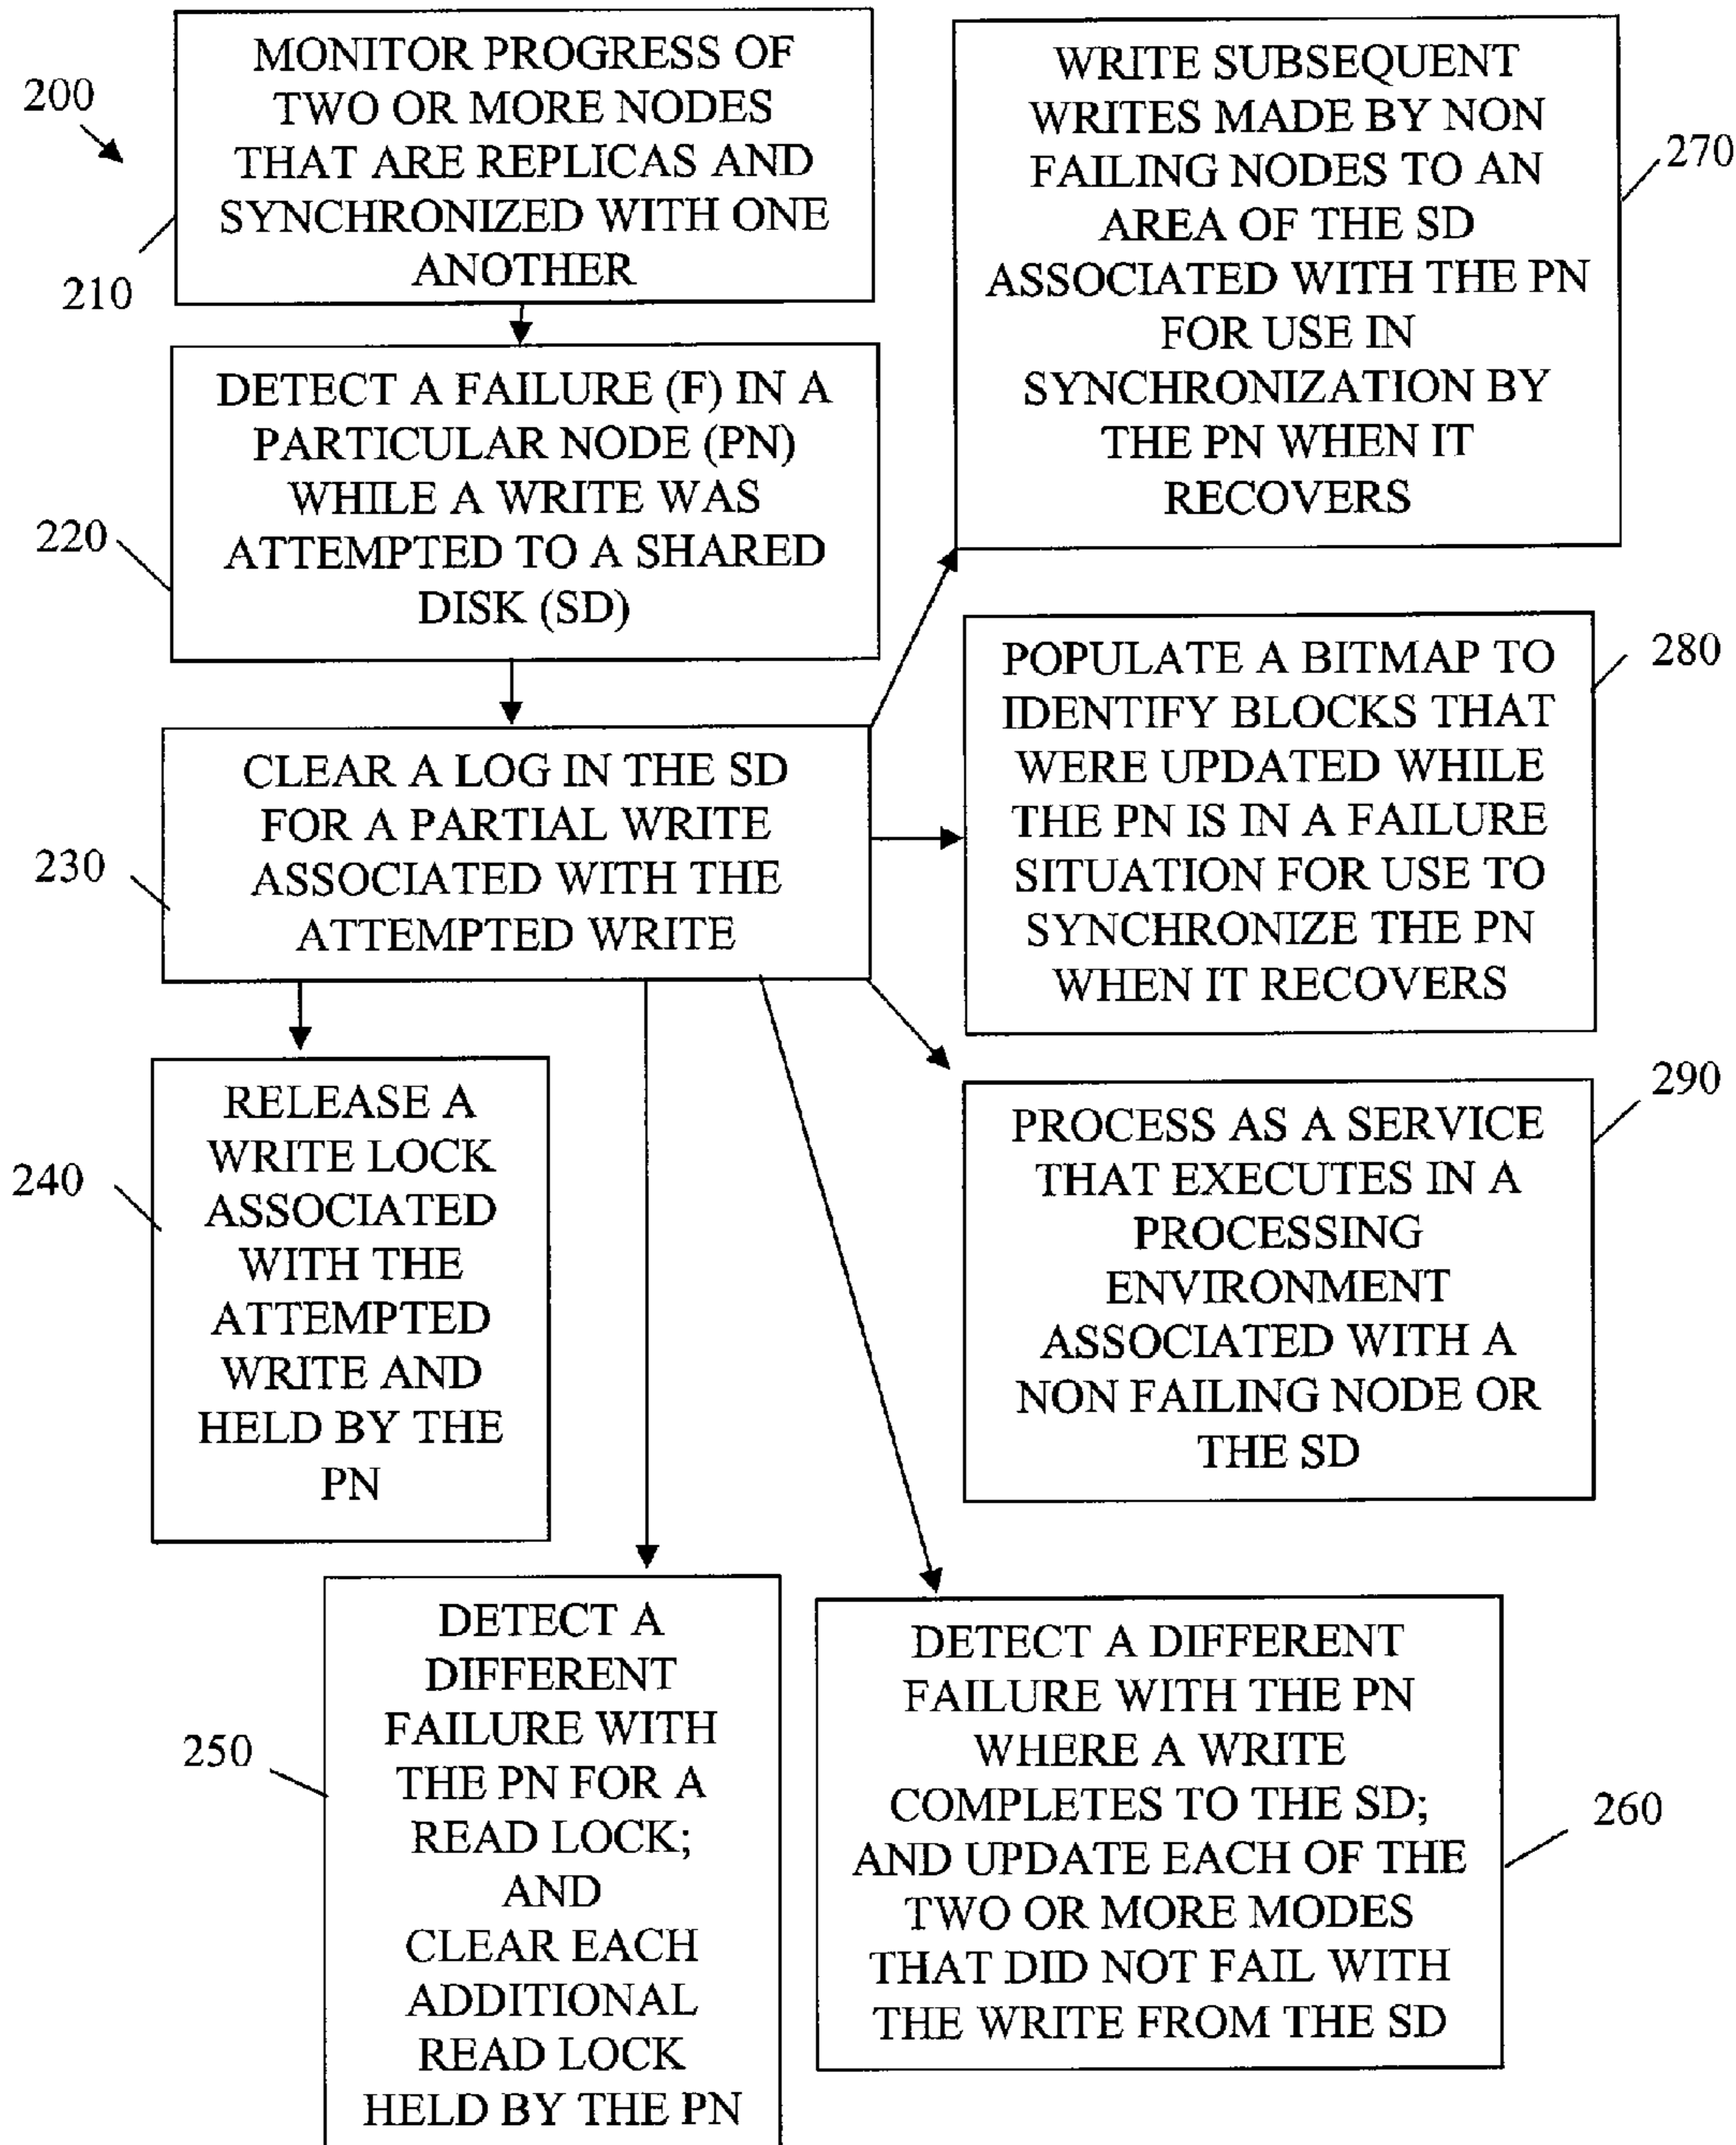 200
MONITOR PROGRESS OF
TWO OR MORE NODES
THAT ARE REPLICAS AND
SYNCHRONIZED WITH ONE
ANOTHER
210
DETECT A FAILURE (F) IN A
PARTICULAR NODE (PN)
WHILE A WRITE WAS
ATTEMPTED TO A SHARED
DISK (SD)
220
CLEAR A LOG IN THE SD
FOR A PARTIAL WRITE
ASSOCIATED WITH THE
ATTEMPTED WRITE
230
RELEASE A
WRITE LOCK
ASSOCIATED
WITH THE
ATTEMPTED
WRITE AND
HELD BY THE
PN
240
DETECT A
DIFFERENT
FAILURE WITH
THE PN FOR A
READ LOCK;
AND
CLEAR EACH
ADDITIONAL
READ LOCK
HELD BY THE PN
250
DETECT A DIFFERENT
FAILURE WITH THE PN
WHERE A WRITE
COMPLETES TO THE SD;
AND UPDATE EACH OF THE
TWO OR MORE MODES
THAT DID NOT FAIL WITH
THE WRITE FROM THE SD
260
WRITE SUBSEQUENT
WRITES MADE BY NON
FAILING NODES TO AN
AREA OF THE SD
ASSOCIATED WITH THE PN
FOR USE IN
SYNCHRONIZATION BY
THE PN WHEN IT
RECOVERS
270
POPULATE A BITMAP TO
IDENTIFY BLOCKS THAT
WERE UPDATED WHILE
THE PN IS IN A FAILURE
SITUATION FOR USE TO
SYNCHRONIZE THE PN
WHEN IT RECOVERS
280
PROCESS AS A SERVICE
THAT EXECUTES IN A
PROCESSING
ENVIRONMENT
ASSOCIATED WITH A
NON FAILING NODE OR
THE SD
290